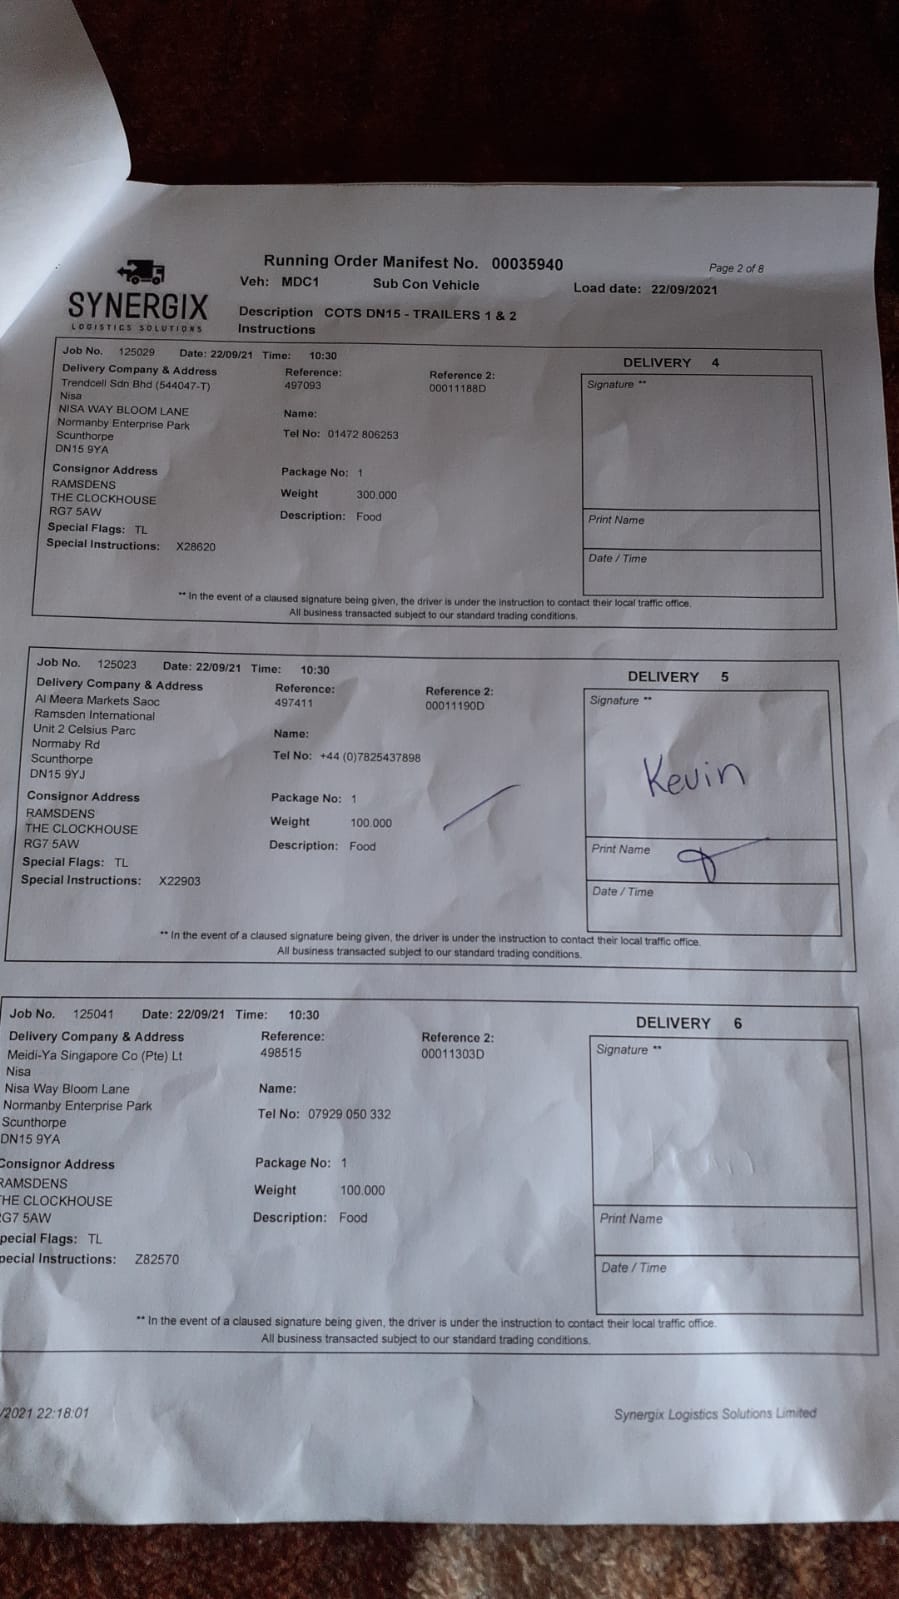 SYNERGIX
LOGISTICS SOLUTIONS
Running Order Manifest No. 00035940
Page 2 of 8
Veh: MDC1 Sub Con Vehicle Load date: 22/09/2021
Description COTS DN15 - TRAILERS 1 & 2
Instructions
Job No. 125029 Date: 22/09/21 Time: 10:30
DELIVERY 4
Delivery Company & Address Reference: Reference 2:
Trendcell Sdn Bhd (544047-T) 497093 00011188D
Signature **
Nisa
NISA WAY BLOOM LANE Name:
Normanby Enterprise Park
Scunthorpe Tel No: 01472 806253
DN15 9YA
Consignor Address Package No: 1
RAMSDENS
THE CLOCKHOUSE Weight 300.000
RG7 5AW Description: Food
Print Name
Special Flags: TL
Special Instructions: X28620
Date / Time
** In the event of a claused signature being given, the driver is under the instruction to contact their local traffic office.
All business transacted subject to our standard trading conditions.
Job No. 125023 Date: 22/09/21 Time: 10:30
DELIVERY 5
Delivery Company & Address Reference: Reference 2:
Al Meera Markets Saoc 497411 00011190D
Signature **
Ramsden International
Unit 2 Celsius Parc Name:
Normaby Rd
Scunthorpe Tel No: +44 (0)7825437898
DN15 9YJ
Kevin
Consignor Address Package No: 1
RAMSDENS
THE CLOCKHOUSE Weight 100.000
RG7 5AW Description: Food
Print Name
Special Flags: TL
Special Instructions: X22903
Date / Time
** In the event of a claused signature being given, the driver is under the instruction to contact their local traffic office.
All business transacted subject to our standard trading conditions.
Job No. 125041 Date: 22/09/21 Time: 10:30
DELIVERY 6
Delivery Company & Address Reference: Reference 2:
Meidi-Ya Singapore Co (Pte) Lt 498515 00011303D
Signature **
Nisa
Nisa Way Bloom Lane Name:
Normanby Enterprise Park Tel No: 07929 050 332
Scunthorpe
DN15 9YA
Consignor Address Package No: 1
RAMSDENS
THE CLOCKHOUSE Weight 100.000
RG7 5AW Description: Food
Print Name
pecial Flags: TL
pecial Instructions: Z82570
Date / Time
** In the event of a claused signature being given, the driver is under the instruction to contact their local traffic office.
All business transacted subject to our standard trading conditions.
/2021 22:18:01
Synergix Logistics Solutions Limited